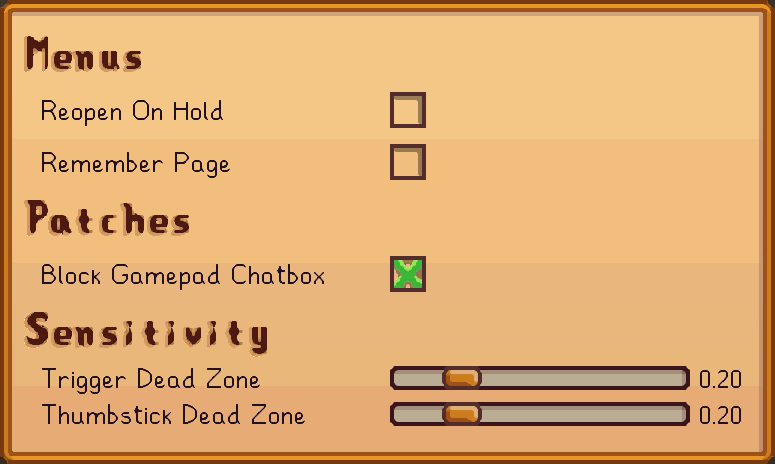 Menus
Reopen On Hold
Remember Page
Patches
Block Gamepad Chatbox
Sensitivity
Trigger Dead Zone 0.20
Thumbstick Dead Zone 0.20